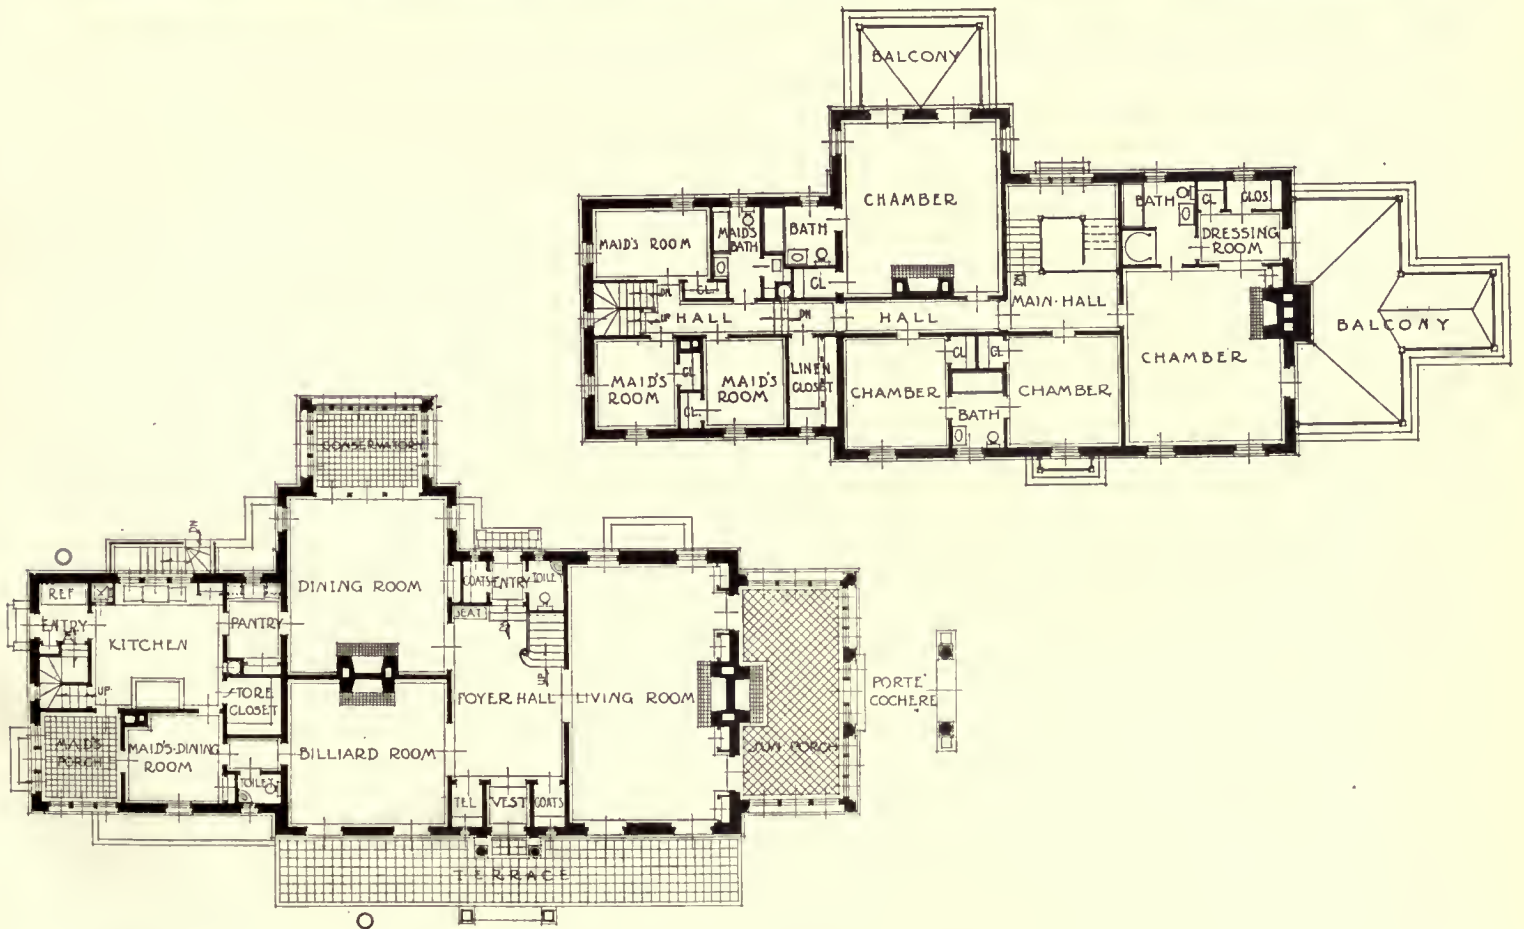 BALCONY
CHAMBER
MAID'S ROOM
MAID'S
BATH
BATH
BATH
CL
CLOS.
DRESSING
ROOM
CL
CL
DN
HALL
DN
HALL
DN
MAIN·HALL
UP
BALCONY
CHAMBER
MAID'S
ROOM
CL
CL
MAID'S
ROOM
LINEN
CLOSET
CHAMBER
CL
CL
BATH
CHAMBER
CONSERVATORY
DN
DINING ROOM
COATS
ENTRY
TOILET
SEAT
REF
ENTRY
KITCHEN
PANTRY
UP
STORE
CLOSET
FOYER HALL
UP
LIVING ROOM
PORTE
COCHERE
MAID'S
PORCH
MAID'S·DINING
ROOM
TOILET
BILLIARD ROOM
SUN PORCH
TEL
VEST
COATS
TERRACE